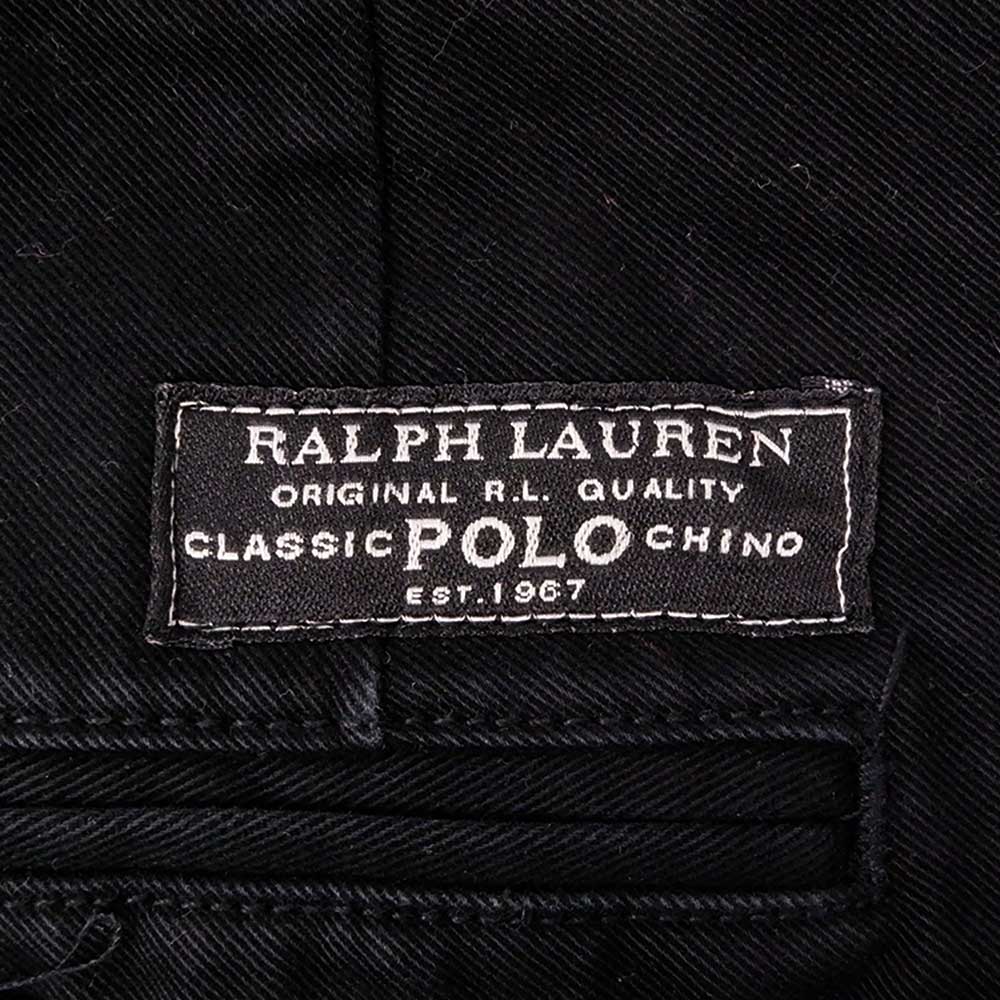 RALPH LAUREN
ORIGINAL R.L. QUALITY
CLASSIC POLO CHINO
EST.1967